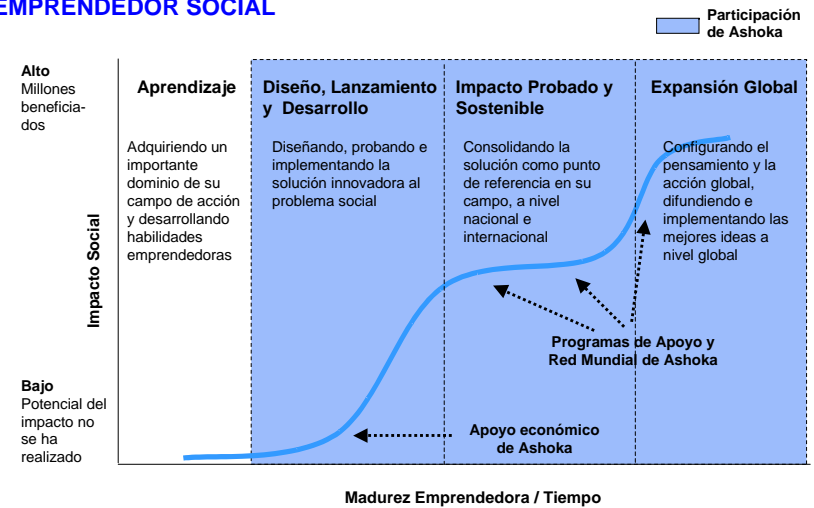 EMPRENDEDOR SOCIAL
Participación
de Ashoka
Alto
Millones
beneficia-
dos
Aprendizaje
Adquiriendo un
importante
dominio de su
campo de acción
y desarrollando
habilidades
emprendedoras
Diseño, Lanzamiento
y Desarrollo
Diseñando, probando e
implementando la
solución innovadora al
problema social
Impacto Probado y
Sostenible
Consolidando la
solución como punto
de referencia en su
campo, a nivel
nacional e
internacional
Expansión Global
Configurando el
pensamiento y la
acción global,
difundiendo e
implementando las
mejores ideas a
nivel global
Impacto Social
Programas de Apoyo y
Red Mundial de Ashoka
Bajo
Potencial del
impacto no
se ha
realizado
Apoyo económico
de Ashoka
Madurez Emprendedora / Tiempo